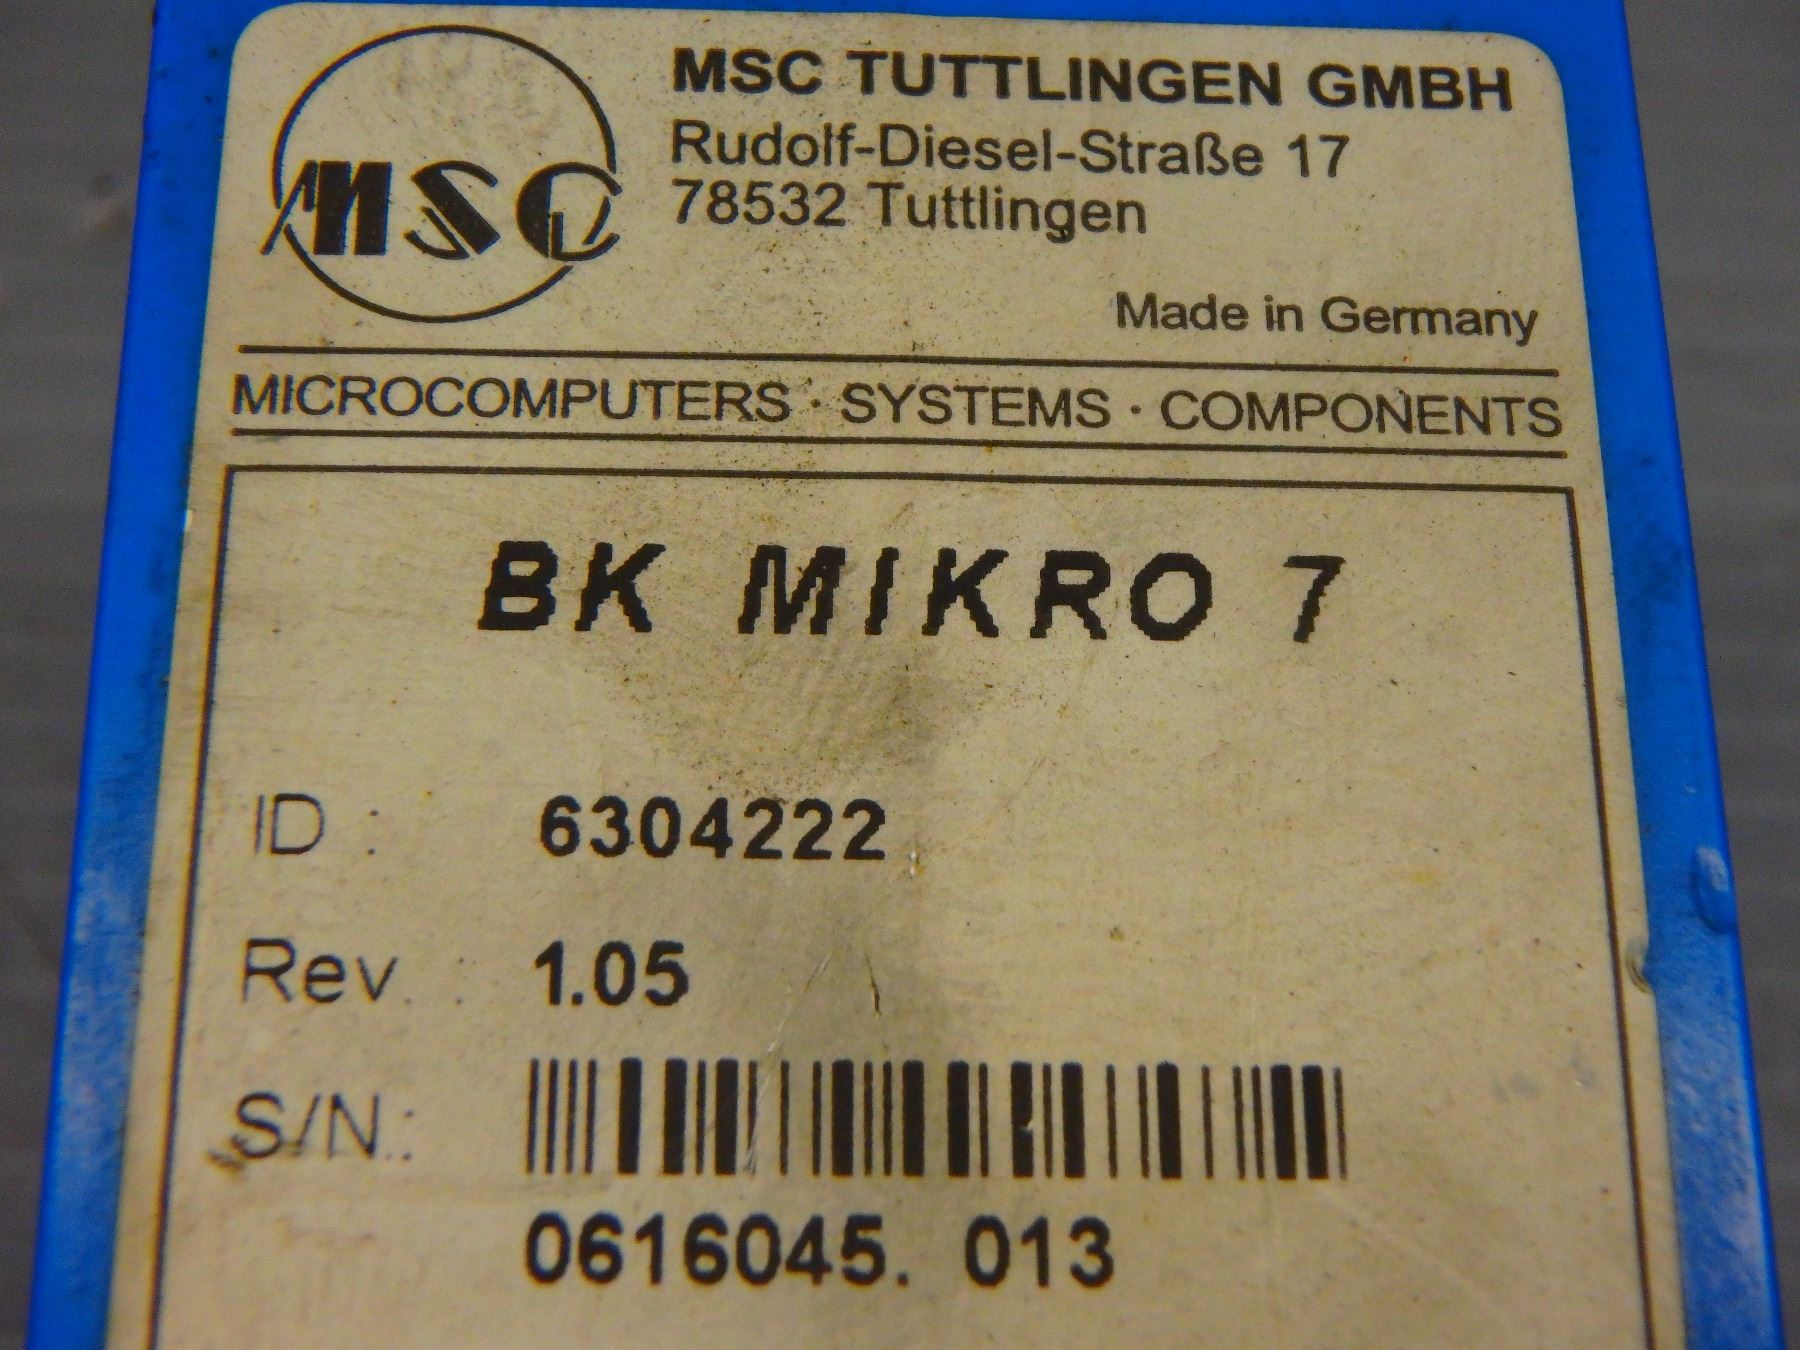 MSC
MSC TUTTLINGEN GMBH
Rudolf-Diesel-Straße 17
78532 Tuttlingen
Made in Germany
MICROCOMPUTERS · SYSTEMS · COMPONENTS
BK MIKRO 7
ID : 6304222
Rev. : 1.05
S/N.:
0616045. 013